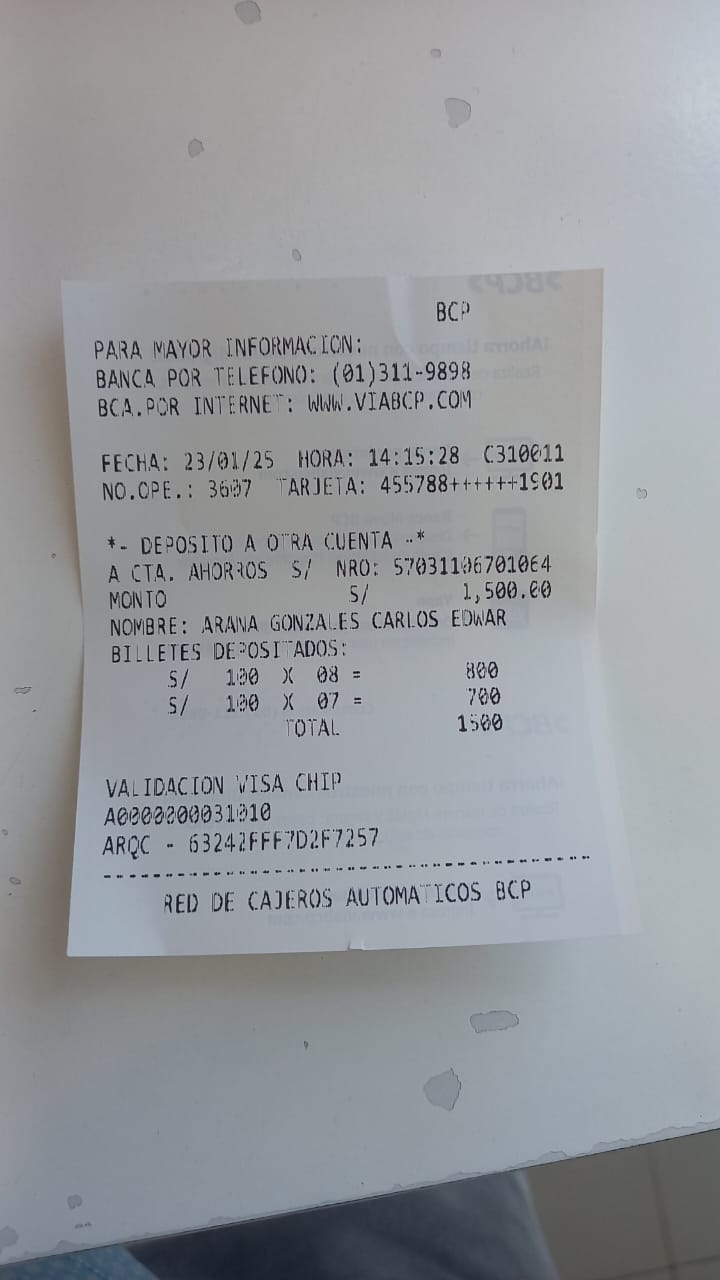 BCP
PARA MAYOR INFORMACION:
BANCA POR TELEFONO: (01)311-9898
BCA.POR INTERNET: WWW.VIABCP.COM
FECHA: 23/01/25 HORA: 14:15:28 C310011
NO.OPE.: 3607 TARJETA: 455788++++++1901
*- DEPOSITO A OTRA CUENTA -*
A CTA. AHORROS S/ NRO: 57031106701064
MONTO S/ 1,500.00
NOMBRE: ARANA GONZALES CARLOS EDWAR
BILLETES DEPOSITADOS:
S/ 100 X 08 = 800
S/ 100 X 07 = 700
TOTAL 1500
VALIDACION VISA CHIP
A0000000031010
ARQC - 63242FFF7D2F7257
RED DE CAJEROS AUTOMATICOS BCP